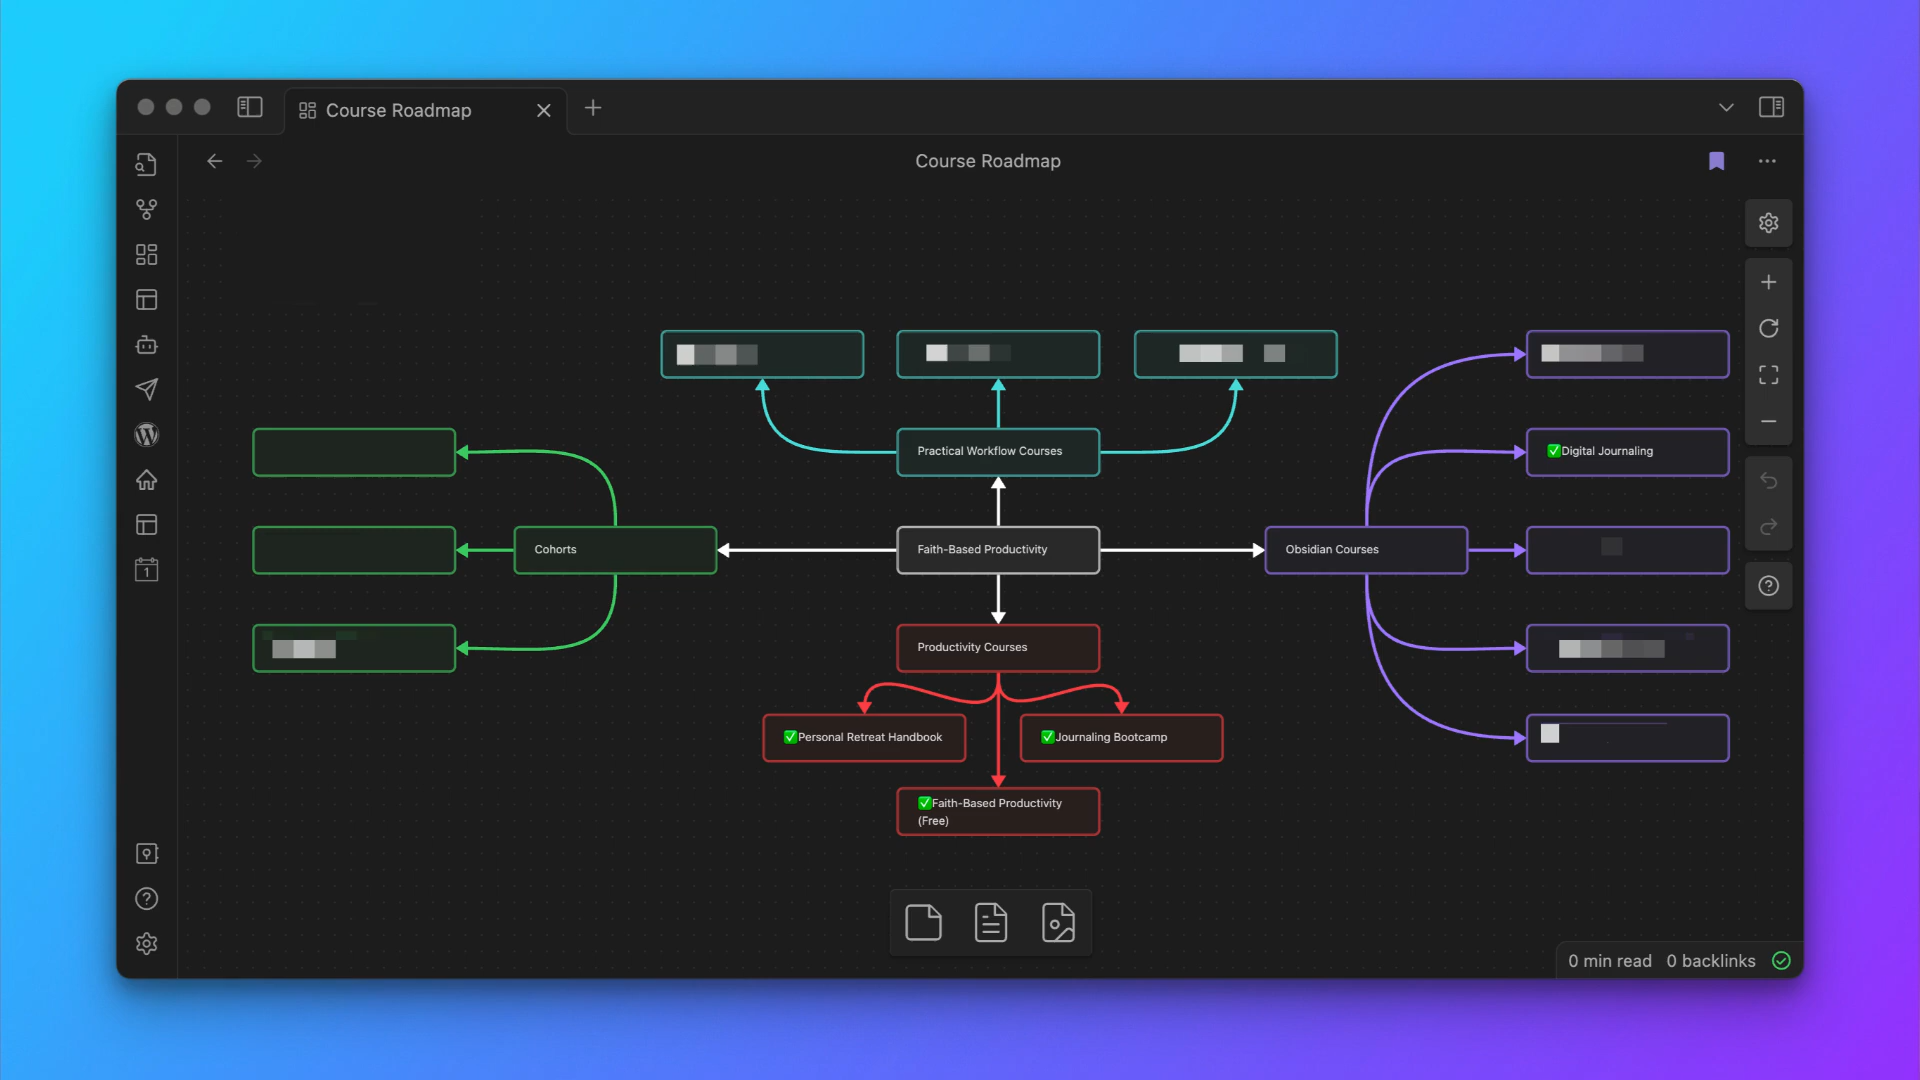 Course Roadmap
Course Roadmap
Practical Workflow Courses
✅Digital Journaling
Cohorts
Faith-Based Productivity
Obsidian Courses
Productivity Courses
✅Personal Retreat Handbook
✅Journaling Bootcamp
✅Faith-Based Productivity
(Free)
1
0 min read 0 backlinks